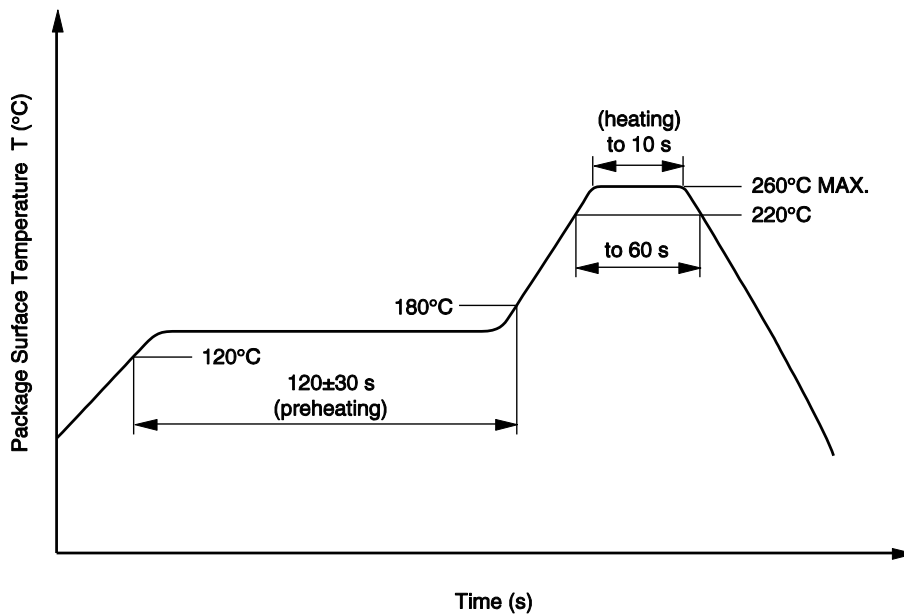 Package Surface Temperature T (°C)
(heating)
to 10 s
260°C MAX.
220°C
to 60 s
180°C
120°C
120±30 s
(preheating)
Time (s)